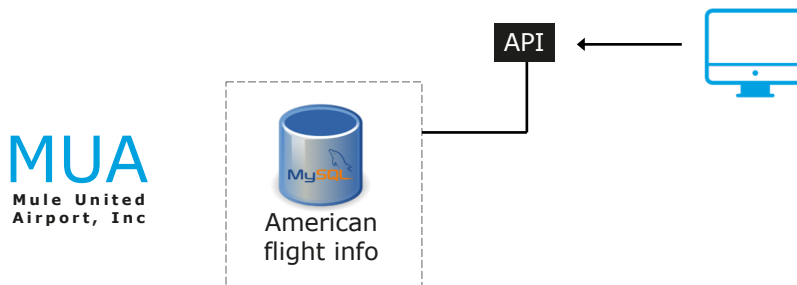 API
MUA
Mule United
Airport, Inc
MySQL
American
flight info